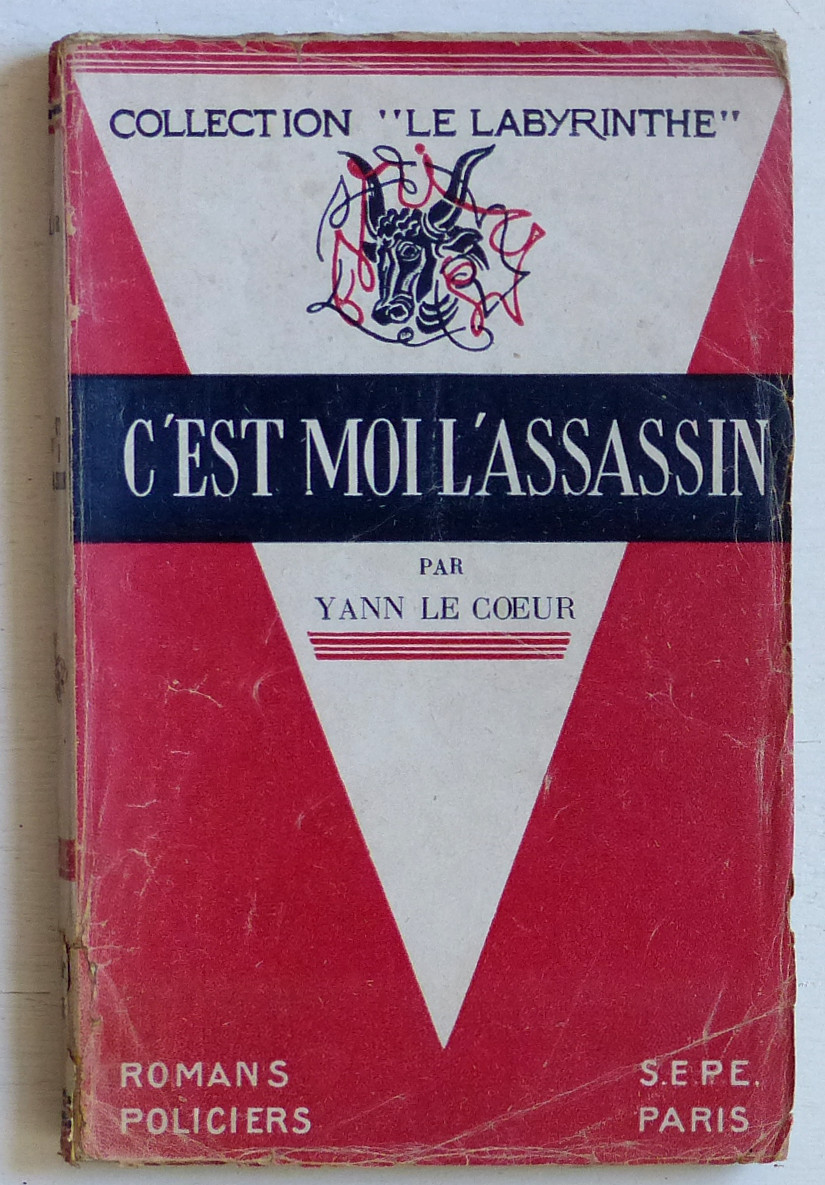 COLLECTION "LE LABYRINTHE"
C'EST MOI L'ASSASSIN
PAR
YANN LE COEUR
ROMANS
POLICIERS
S.E.P.E.
PARIS